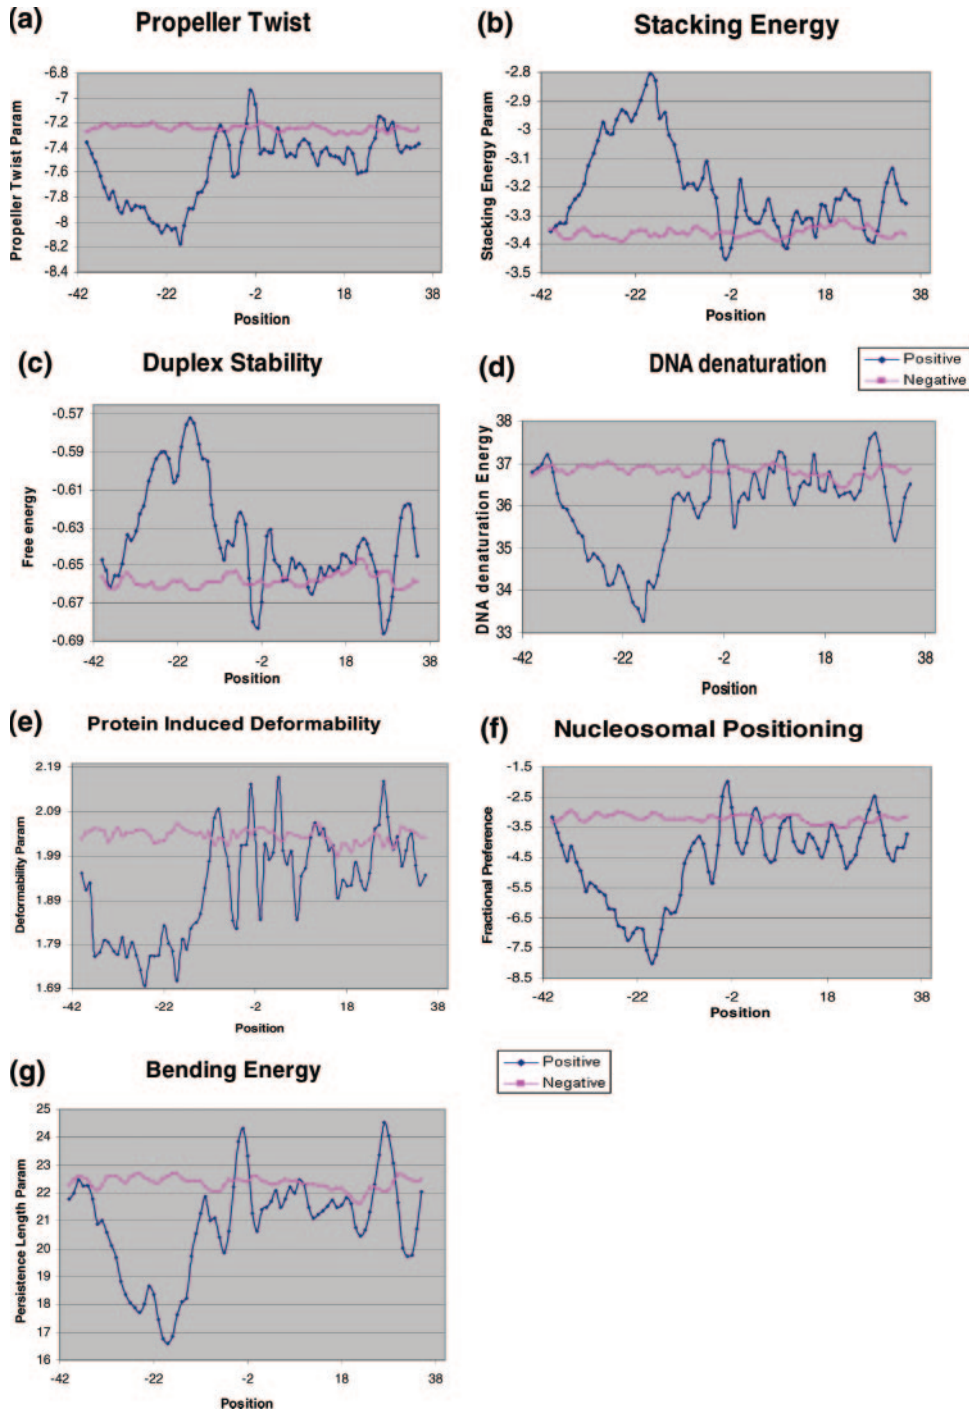 (a) Propeller Twist
Propeller Twist Param
-6.8
-7
-7.2
-7.4
-7.6
-7.8
-8
-8.2
-8.4
-42 -22 -2 18 38
Position
(b) Stacking Energy
Stacking Energy Param
-2.8
-2.9
-3
-3.1
-3.2
-3.3
-3.4
-3.5
-42 -22 -2 18 38
Position
(c) Duplex Stability
Free energy
-0.57
-0.59
-0.61
-0.63
-0.65
-0.67
-0.69
-42 -22 -2 18 38
Position
(d) DNA denaturation
Positive
Negative
DNA denaturation Energy
38
37
36
35
34
33
-42 -22 -2 18 38
Position
(e) Protein Induced Deformability
Deformability Param
2.19
2.09
1.99
1.89
1.79
1.69
-42 -22 -2 18 38
Position
(f) Nucleosomal Positioning
Fractional Preference
-1.5
-2.5
-3.5
-4.5
-5.5
-6.5
-7.5
-8.5
-42 -22 -2 18 38
Position
(g) Bending Energy
Positive
Negative
Persistence Length Param
25
24
23
22
21
20
19
18
17
16
-42 -22 -2 18 38
Position